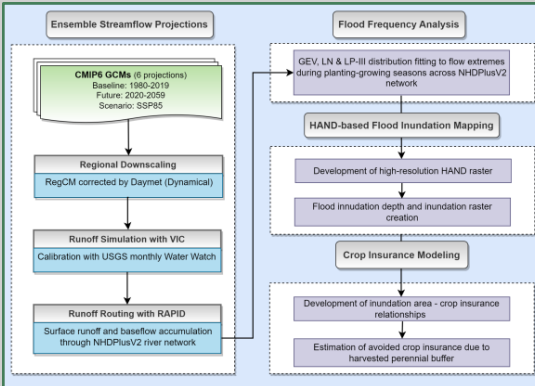 Ensemble Streamflow Projections
CMIP6 GCMs (6 projections)
Baseline: 1980-2019
Future: 2020-2059
Scenario: SSP85
Regional Downscaling
RegCM corrected by Daymet (Dynamical)
Runoff Simulation with VIC
Calibration with USGS monthly Water Watch
Runoff Routing with RAPID
Surface runoff and baseflow accumulation
through NHDPlusV2 river network
Flood Frequency Analysis
GEV, LN & LP-III distribution fitting to flow extremes
during planting-growing seasons across NHDPlusV2
network
HAND-based Flood Inundation Mapping
Development of high-resolution HAND raster
Flood innudation depth and inundation raster
creation
Crop Insurance Modeling
Development of inundation area - crop insurance
relationships
Estimation of avoided crop insurance due to
harvested perennial buffer